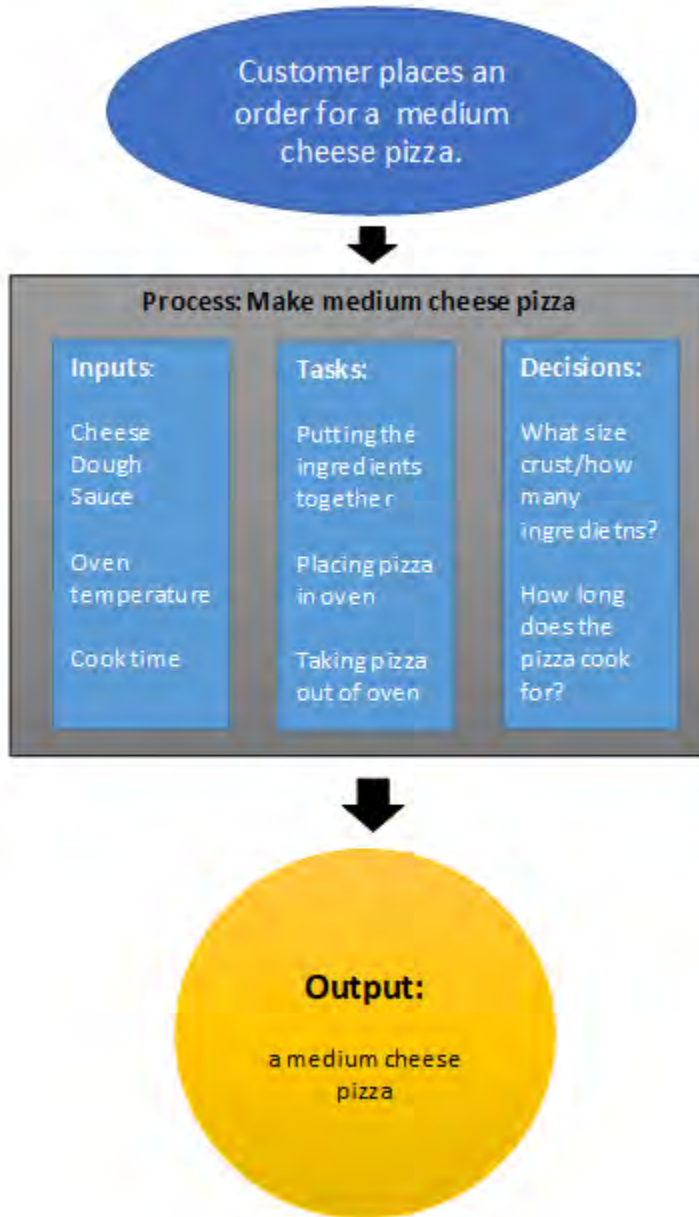 Customer places an
order for a medium
cheese pizza.
Process: Make medium cheese pizza
Inputs:
Cheese
Dough
Sauce
Oven
temperature
Cook time
Tasks:
Putting the
ingredients
together
Placing pizza
in oven
Taking pizza
out of oven
Decisions:
What size
crust/how
many
ingredietns?
How long
does the
pizza cook
for?
Output:
a medium cheese
pizza